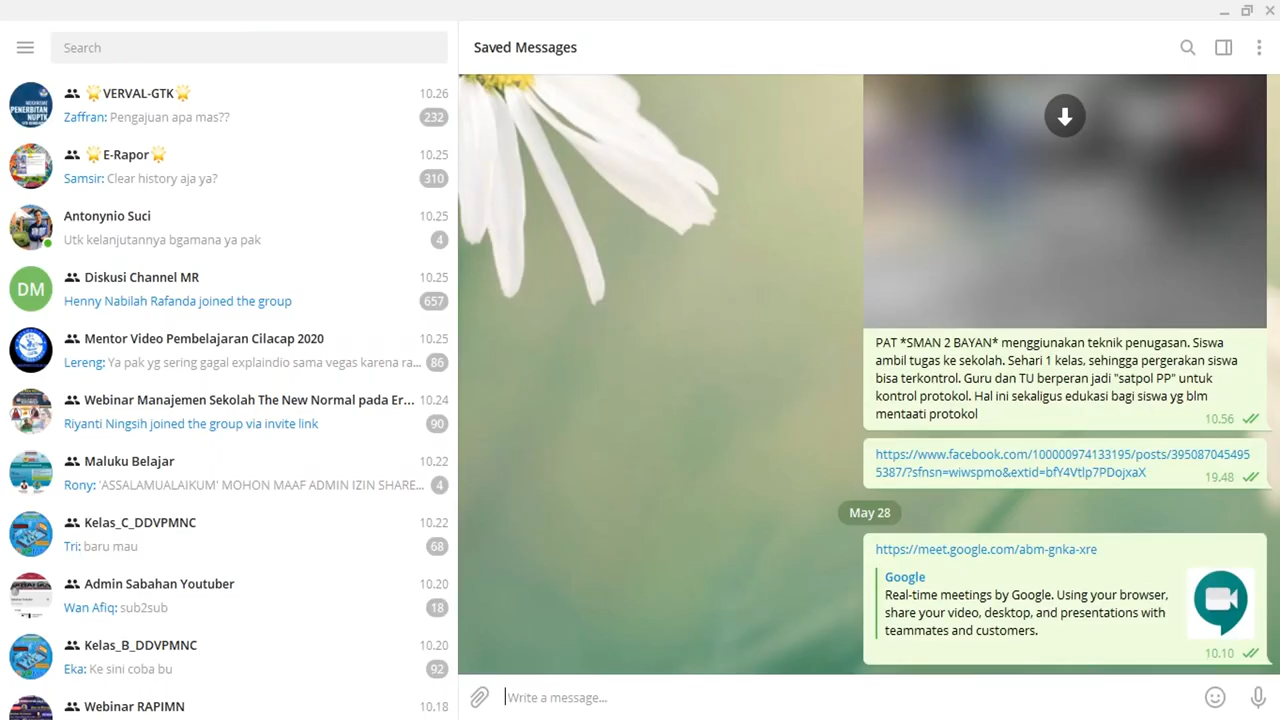 Search
🌟VERVAL-GTK🌟 10.26
Zaffran: Pengajuan apa mas?? 232
🌟E-Rapor🌟 10.25
Samsir: Clear history aja ya? 310
Antonynio Suci 10.25
Utk kelanjutannya bgamana ya pak 4
DM
Diskusi Channel MR 10.25
Henny Nabilah Rafanda joined the group 657
Mentor Video Pembelajaran Cilacap 2020 10.25
Lereng: Ya pak yg sering gagal explaindio sama vegas karena ra... 86
Webinar Manajemen Sekolah The New Normal pada Er... 10.24
Riyanti Ningsih joined the group via invite link 90
Maluku Belajar 10.22
Rony: 'ASSALAMUALAIKUM' MOHON MAAF ADMIN IZIN SHARE... 4
Kelas_C_DDVPMNC 10.22
Tri: baru mau 68
Admin Sabahan Youtuber 10.20
Wan Afiq: sub2sub 18
Kelas_B_DDVPMNC 10.20
Eka: Ke sini coba bu 92
Webinar RAPIMN 10.18
Saved Messages
PAT *SMAN 2 BAYAN* menggiunakan teknik penugasan. Siswa
ambil tugas ke sekolah. Sehari 1 kelas, sehingga pergerakan siswa
bisa terkontrol. Guru dan TU berperan jadi "satpol PP" untuk
kontrol protokol. Hal ini sekaligus edukasi bagi siswa yg blm
mentaati protokol
10.56
https://www.facebook.com/100000974133195/posts/395087045495
5387/?sfnsn=wiwspmo&extid=bfY4Vtlp7PDojxaX
19.48
May 28
https://meet.google.com/abm-gnka-xre
Google
Real-time meetings by Google. Using your browser,
share your video, desktop, and presentations with
teammates and customers.
10.10
Write a message...